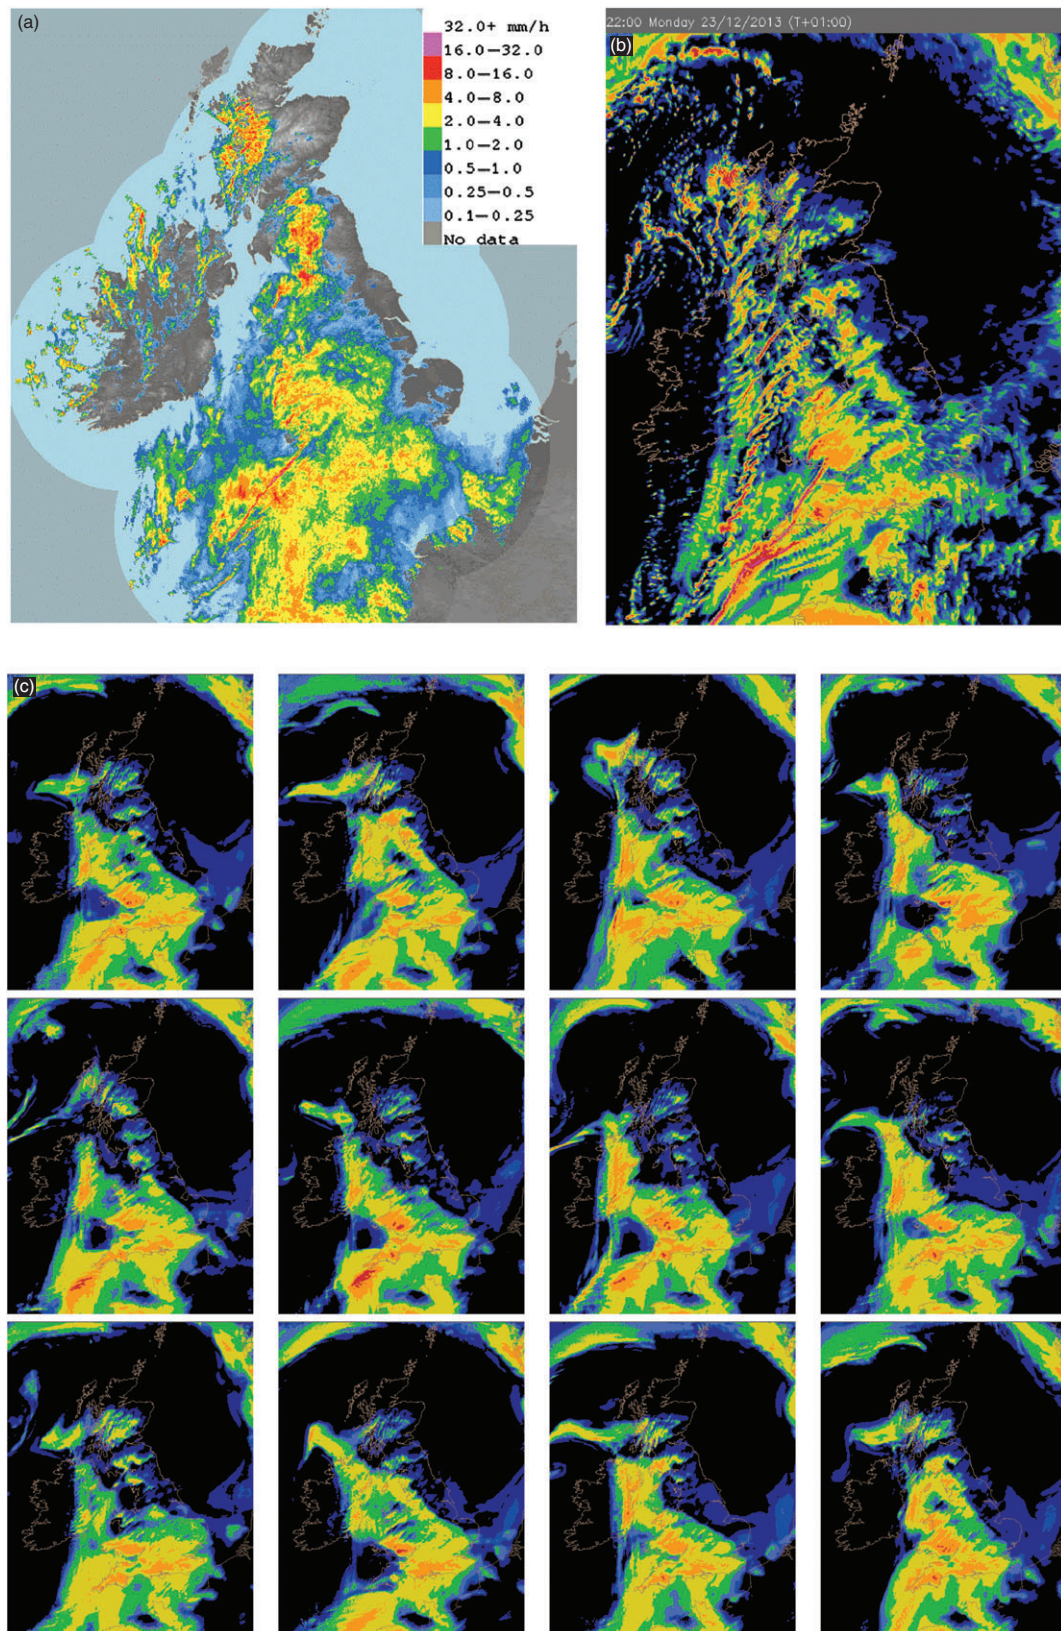 (a)
32.0+ mm/h
16.0–32.0
8.0–16.0
4.0–8.0
2.0–4.0
1.0–2.0
0.5–1.0
0.25–0.5
0.1–0.25
No data
22:00 Monday 23/12/2013 (T+01:00)
(b)
(c)